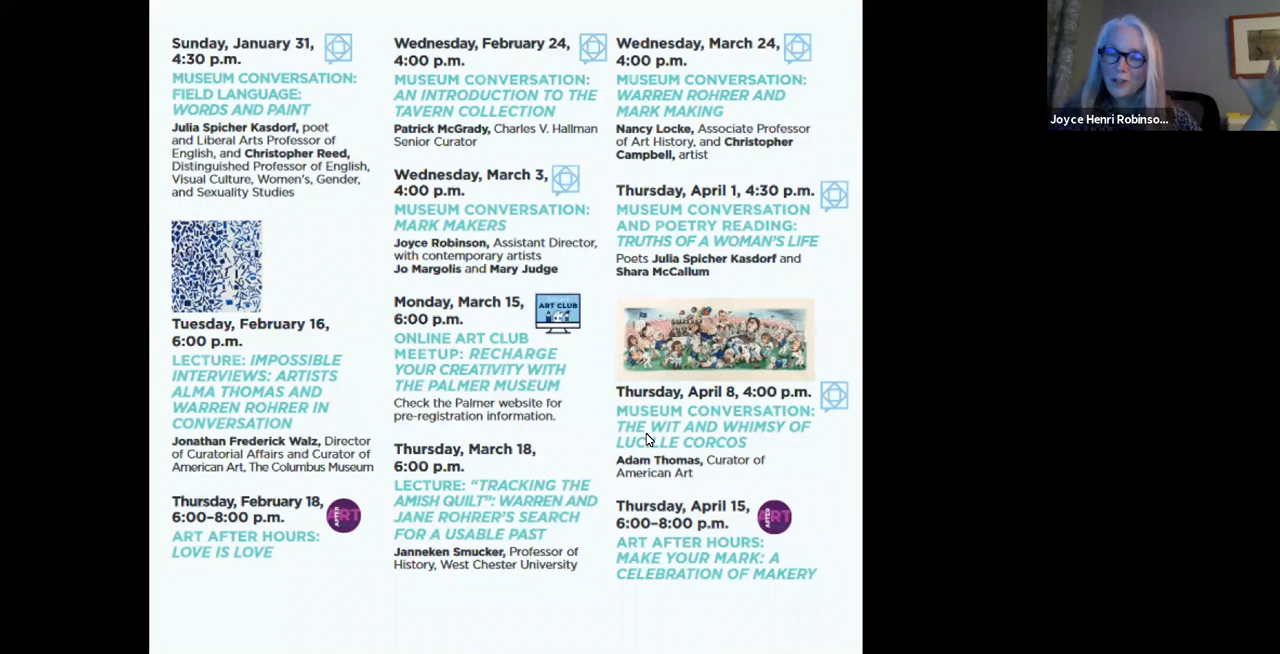 Sunday, January 31,
4:30 p.m.
MUSEUM CONVERSATION:
FIELD LANGUAGE:
WORDS AND PAINT
Julia Spicher Kasdorf, poet
and Liberal Arts Professor of
English, and Christopher Reed,
Distinguished Professor of English,
Visual Culture, Women's, Gender,
and Sexuality Studies
Tuesday, February 16,
6:00 p.m.
LECTURE: IMPOSSIBLE
INTERVIEWS: ARTISTS
ALMA THOMAS AND
WARREN ROHRER IN
CONVERSATION
Jonathan Frederick Walz, Director
of Curatorial Affairs and Curator of
American Art, The Columbus Museum
Thursday, February 18,
6:00–8:00 p.m.
ART AFTER HOURS:
LOVE IS LOVE
ART
AFTER
Wednesday, February 24,
4:00 p.m.
MUSEUM CONVERSATION:
AN INTRODUCTION TO THE
TAVERN COLLECTION
Patrick McGrady, Charles V. Hallman
Senior Curator
Wednesday, March 3,
4:00 p.m.
MUSEUM CONVERSATION:
MARK MAKERS
Joyce Robinson, Assistant Director,
with contemporary artists
Jo Margolis and Mary Judge
Monday, March 15,
6:00 p.m.
ART CLUB
ONLINE ART CLUB
MEETUP: RECHARGE
YOUR CREATIVITY WITH
THE PALMER MUSEUM
Check the Palmer website for
pre-registration information.
Thursday, March 18,
6:00 p.m.
LECTURE: "TRACKING THE
AMISH QUILT": WARREN AND
JANE ROHRER'S SEARCH
FOR A USABLE PAST
Janneken Smucker, Professor of
History, West Chester University
Wednesday, March 24,
4:00 p.m.
MUSEUM CONVERSATION:
WARREN ROHRER AND
MARK MAKING
Nancy Locke, Associate Professor
of Art History, and Christopher
Campbell, artist
Thursday, April 1, 4:30 p.m.
MUSEUM CONVERSATION
AND POETRY READING:
TRUTHS OF A WOMAN'S LIFE
Poets Julia Spicher Kasdorf and
Shara McCallum
Thursday, April 8, 4:00 p.m.
MUSEUM CONVERSATION:
THE WIT AND WHIMSY OF
LUCILLE CORCOS
Adam Thomas, Curator of
American Art
Thursday, April 15,
6:00–8:00 p.m.
ART AFTER HOURS:
MAKE YOUR MARK: A
CELEBRATION OF MAKERY
ART
AFTER
Joyce Henri Robinso...